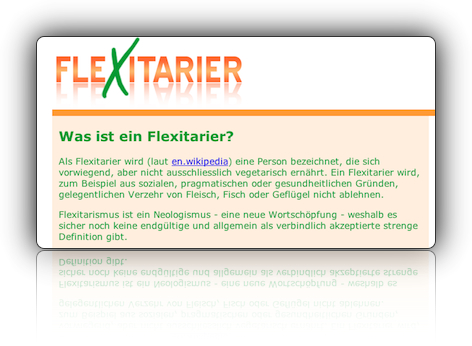 FLEXITARIER
Was ist ein Flexitarier?
Als Flexitarier wird (laut en.wikipedia) eine Person bezeichnet, die sich
vorwiegend, aber nicht ausschliesslich vegetarisch ernährt. Ein Flexitarier wird,
zum Beispiel aus sozialen, pragmatischen oder gesundheitlichen Gründen,
gelegentlichen Verzehr von Fleisch, Fisch oder Geflügel nicht ablehnen.
Flexitarismus ist ein Neologismus - eine neue Wortschöpfung - weshalb es
sicher noch keine endgültige und allgemein als verbindlich akzeptierte strenge
Definition gibt.